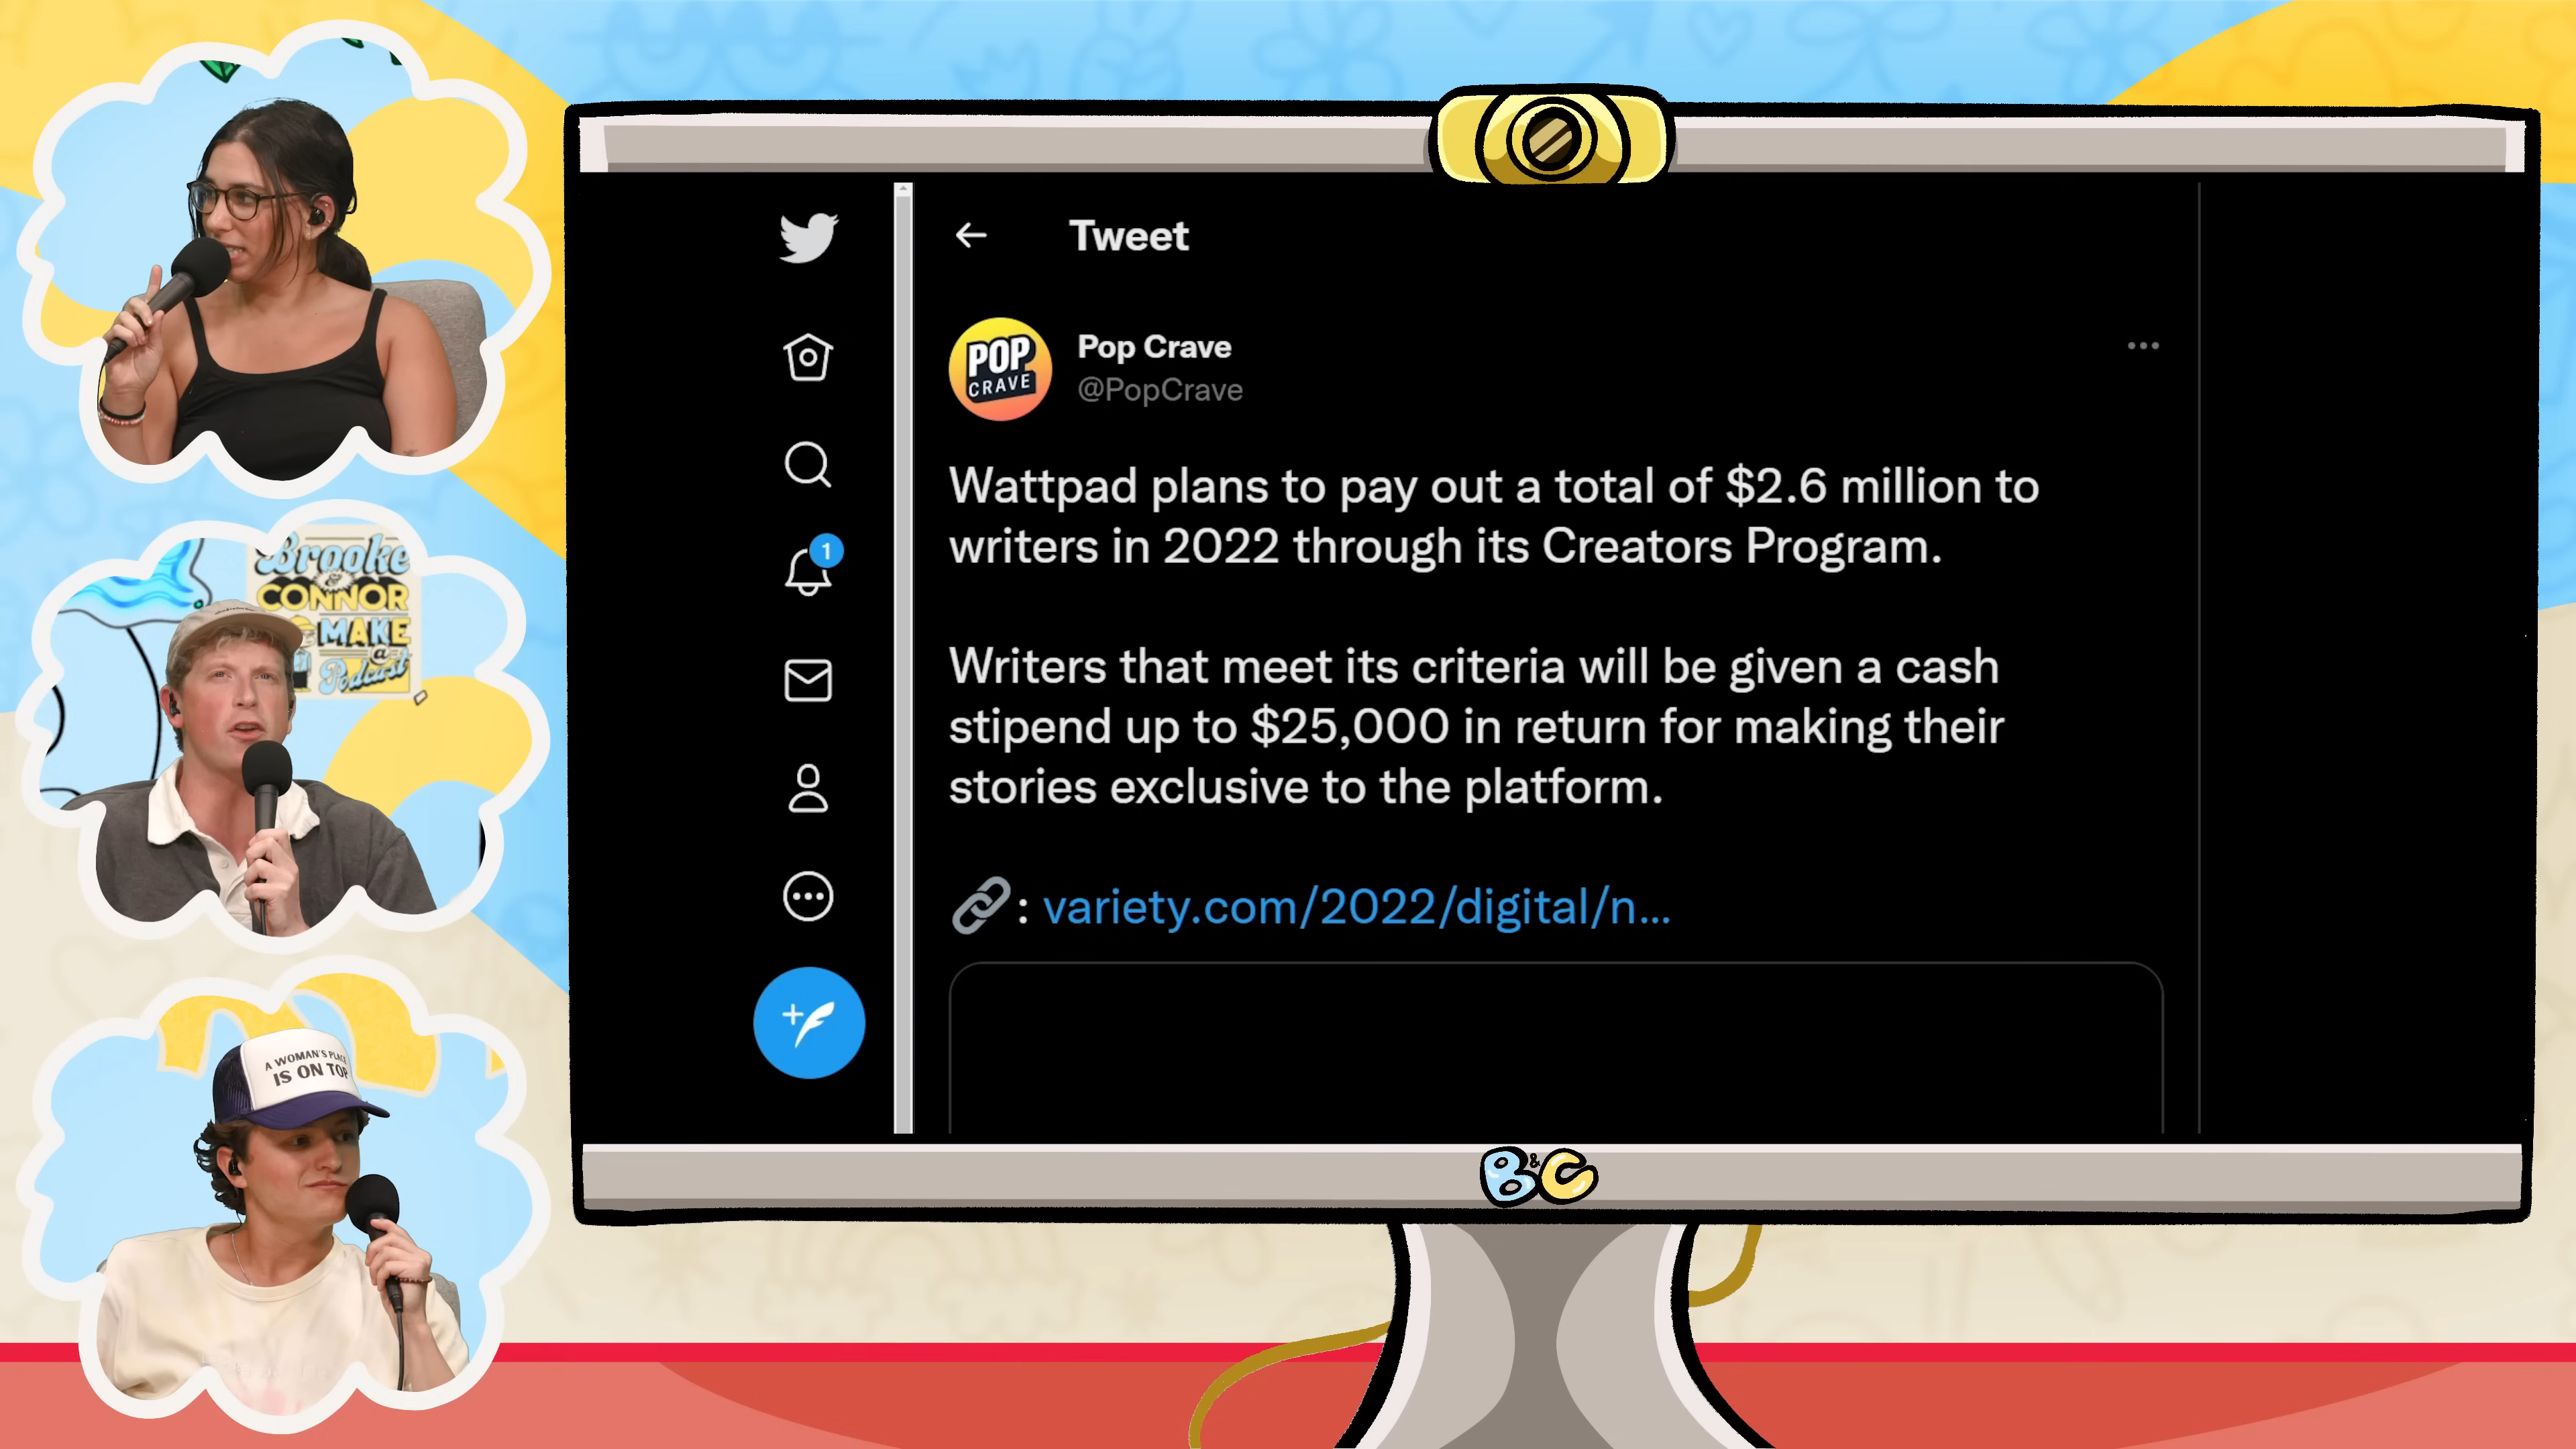 Brooke
&
CONNOR
MAKE
a
Podcast
A WOMAN'S PLACE
IS ON TOP
Tweet
POP
CRAVE
Pop Crave
@PopCrave
1
Wattpad plans to pay out a total of $2.6 million to
writers in 2022 through its Creators Program.
Writers that meet its criteria will be given a cash
stipend up to $25,000 in return for making their
stories exclusive to the platform.
🔗: variety.com/2022/digital/n...
B&C